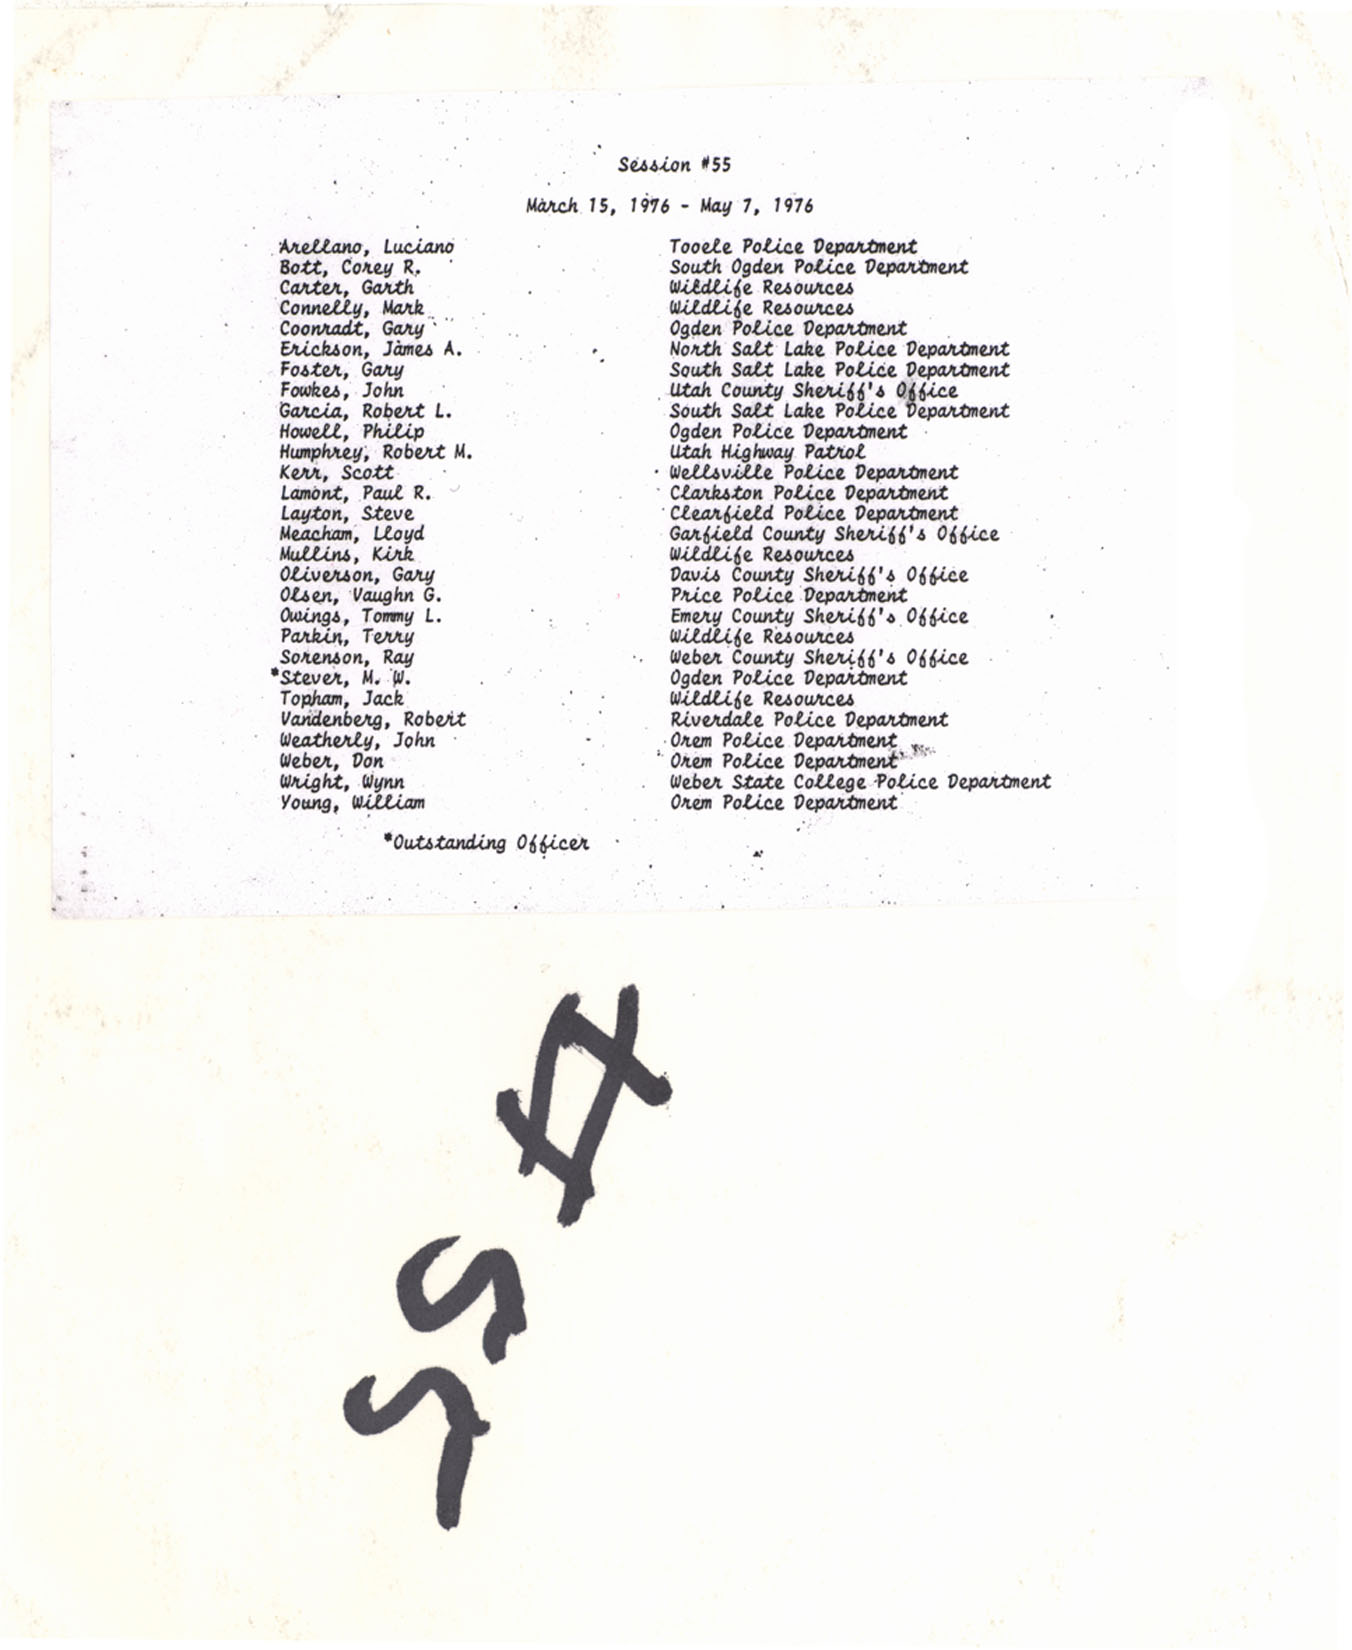 Session #55
March 15, 1976 - May 7, 1976
Arellano, Luciano Tooele Police Department
Bott, Corey R. South Ogden Police Department
Carter, Garth Wildlife Resources
Connelly, Mark Wildlife Resources
Coonradt, Gary Ogden Police Department
Erickson, James A. North Salt Lake Police Department
Foster, Gary South Salt Lake Police Department
Fowkes, John Utah County Sheriff's Office
Garcia, Robert L. South Salt Lake Police Department
Howell, Philip Ogden Police Department
Humphrey, Robert M. Utah Highway Patrol
Kerr, Scott Wellsville Police Department
Lamont, Paul R. Clarkston Police Department
Layton, Steve Clearfield Police Department
Meacham, Lloyd Garfield County Sheriff's Office
Mullins, Kirk Wildlife Resources
Oliverson, Gary Davis County Sheriff's Office
Olsen, Vaughn G. Price Police Department
Owings, Tommy L. Emery County Sheriff's Office
Parkin, Terry Wildlife Resources
Sorenson, Ray Weber County Sheriff's Office
*Stever, M. W. Ogden Police Department
Topham, Jack Wildlife Resources
Vandenberg, Robert Riverdale Police Department
Weatherly, John Orem Police Department
Weber, Don Orem Police Department
Wright, Wynn Weber State College Police Department
Young, William Orem Police Department
*Outstanding Officer
#55